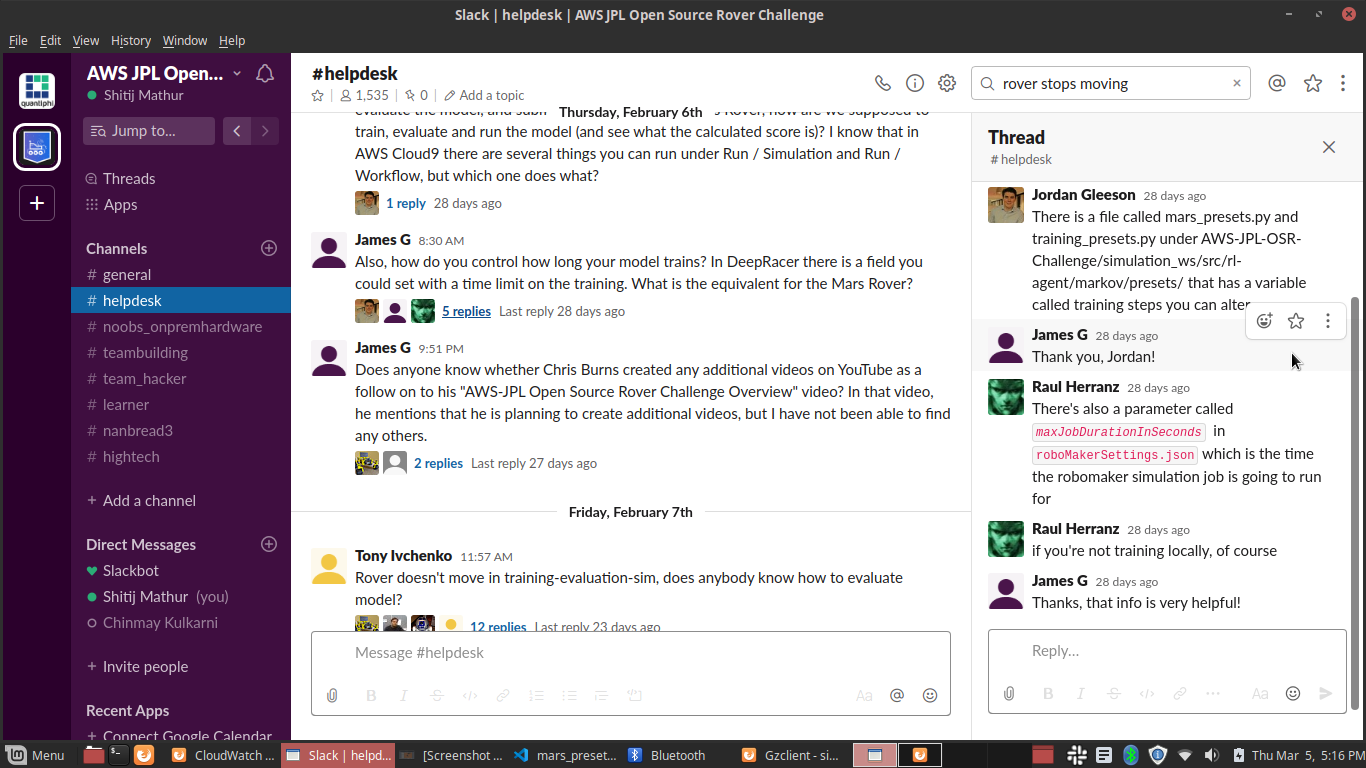 Slack | helpdesk | AWS JPL Open Source Rover Challenge
File Edit View History Window Help
quantiphi
AWS JPL Open...
Shitij Mathur
Jump to...
Threads
Apps
Channels
# general
# helpdesk
# noobs_onpremhardware
# teambuilding
# team_hacker
# learner
# nanbread3
# hightech
+ Add a channel
Direct Messages
Slackbot
Shitij Mathur (you)
Chinmay Kulkarni
+ Invite people
Recent Apps
+ Connect Google Calendar
#helpdesk
1,535 | 0 | Add a topic
rover stops moving
Thursday, February 6th
train, evaluate and run the model (and see what the calculated score is)? I know that in
AWS Cloud9 there are several things you can run under Run / Simulation and Run /
Workflow, but which one does what?
1 reply 28 days ago
James G 8:30 AM
Also, how do you control how long your model trains? In DeepRacer there is a field you
could set with a time limit on the training. What is the equivalent for the Mars Rover?
5 replies Last reply 28 days ago
James G 9:51 PM
Does anyone know whether Chris Burns created any additional videos on YouTube as a
follow on to his "AWS-JPL Open Source Rover Challenge Overview" video? In that video,
he mentions that he is planning to create additional videos, but I have not been able to find
any others.
2 replies Last reply 27 days ago
Friday, February 7th
Tony Ivchenko 11:57 AM
Rover doesn't move in training-evaluation-sim, does anybody know how to evaluate
model?
12 replies Last reply 23 days ago
Message #helpdesk
Aa @
Thread
# helpdesk
Jordan Gleeson 28 days ago
There is a file called mars_presets.py and
training_presets.py under AWS-JPL-OSR-
Challenge/simulation_ws/src/rl-
agent/markov/presets/ that has a variable
called training steps you can alter
James G 28 days ago
Thank you, Jordan!
Raul Herranz 28 days ago
There's also a parameter called
maxJobDurationInSeconds in
roboMakerSettings.json which is the time
the robomaker simulation job is going to run
for
Raul Herranz 28 days ago
if you're not training locally, of course
James G 28 days ago
Thanks, that info is very helpful!
Reply...
Aa
Menu CloudWatch ... Slack | helpd... [Screenshot ... mars_preset... Bluetooth Gzclient - si... Thu Mar 5, 5:16 PM